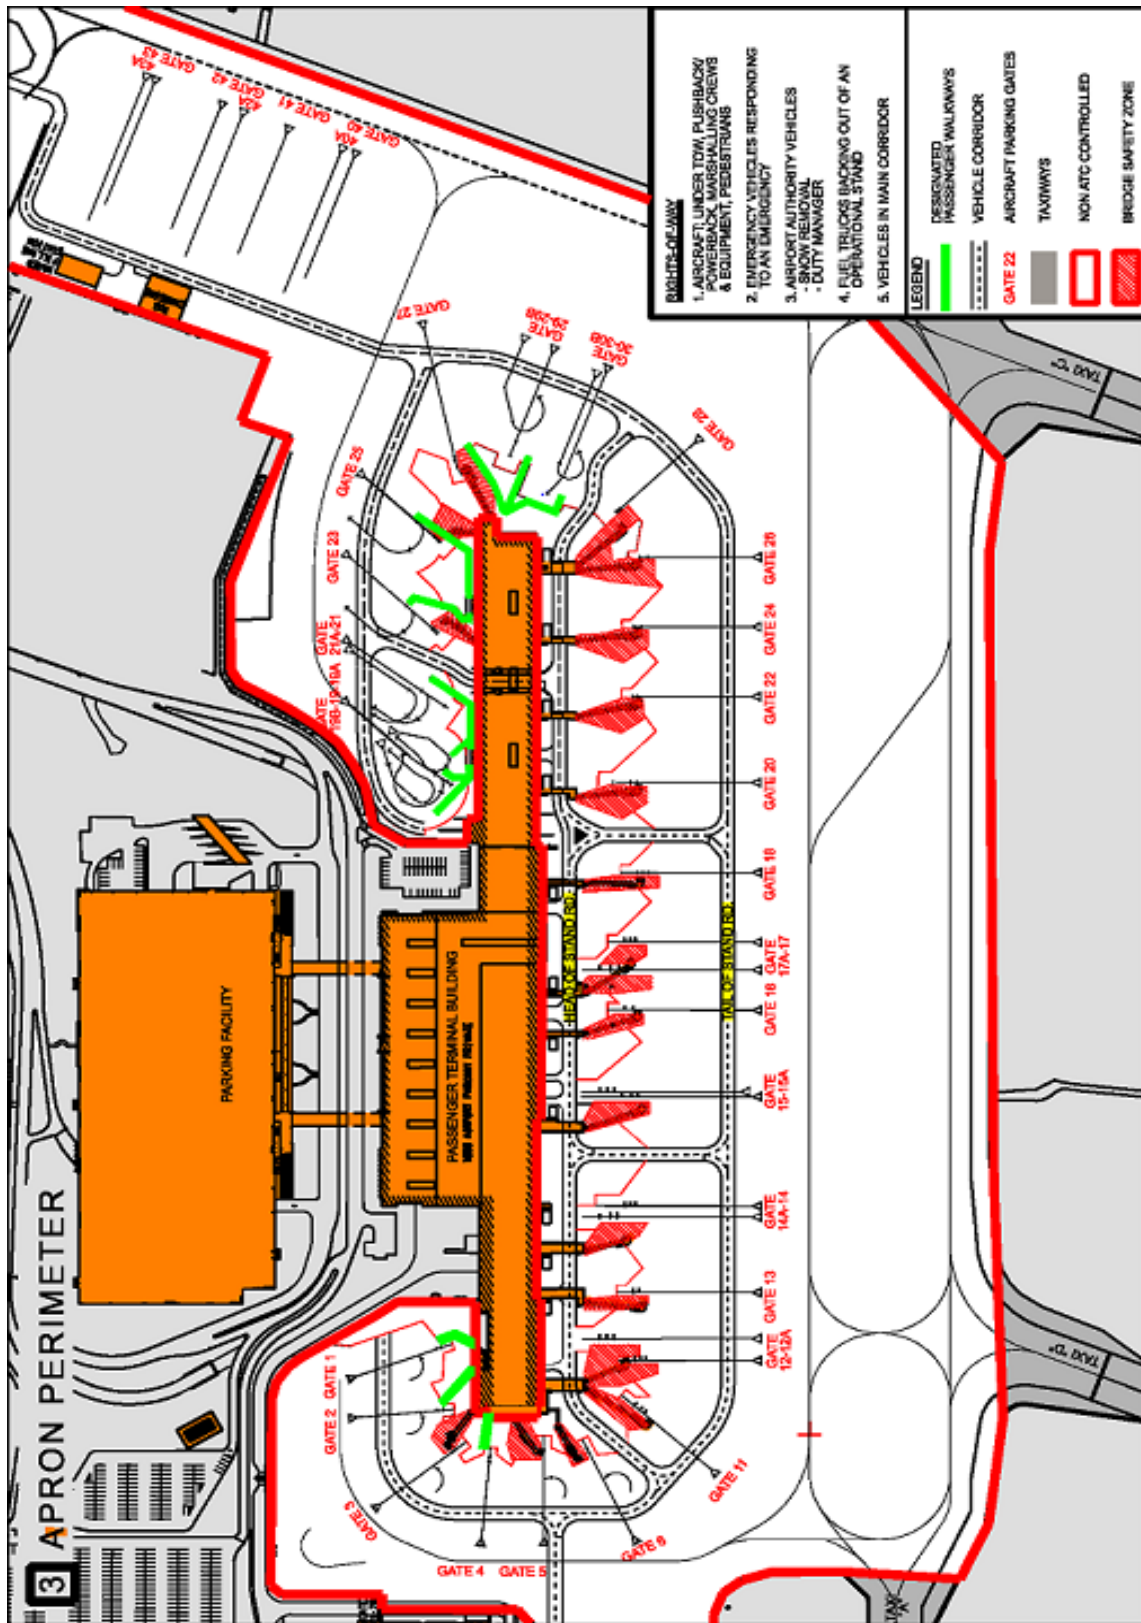 3 APRON PERIMETER
PARKING FACILITY
PASSENGER TERMINAL BUILDING
HEAD OF STAND RD.
TAIL OF STAND RD.
GATE 1
GATE 2
GATE 3
GATE 4
GATE 5
GATE 6
GATE 11
GATE
12-12A
GATE 13
GATE
14A-14
GATE
15-15A
GATE 18
GATE
17A-17
GATE 18
GATE 20
GATE 22
GATE 24
GATE 26
GATE 28
GATE
30-30B
GATE
29-29B
GATE 27
GATE 25
GATE 23
GATE
21A-21
GATE
19B-19-19A
40A
GATE 40
GATE 41
42A
GATE 42
43A
GATE 43
TAXI "A"
TAXI "D"
TAXI "C"
RIGHTS-OF-WAY
1. AIRCRAFT, UNDER TOW, PUSHBACK/
POWERBACK, MARSHALLING CREWS
& EQUIPMENT, PEDESTRIANS
2. EMERGENCY VEHICLES RESPONDING
TO AN EMERGENCY
3. AIRPORT AUTHORITY VEHICLES
- SNOW REMOVAL
- DUTY MANAGER
4. FUEL TRUCKS BACKING OUT OF AN
OPERATIONAL STAND
5. VEHICLES IN MAIN CORRIDOR
LEGEND
DESIGNATED
PASSENGER WALKWAYS
VEHICLE CORRIDOR
GATE 22
AIRCRAFT PARKING GATES
TAXIWAYS
NON ATC CONTROLLED
BRIDGE SAFETY ZONE